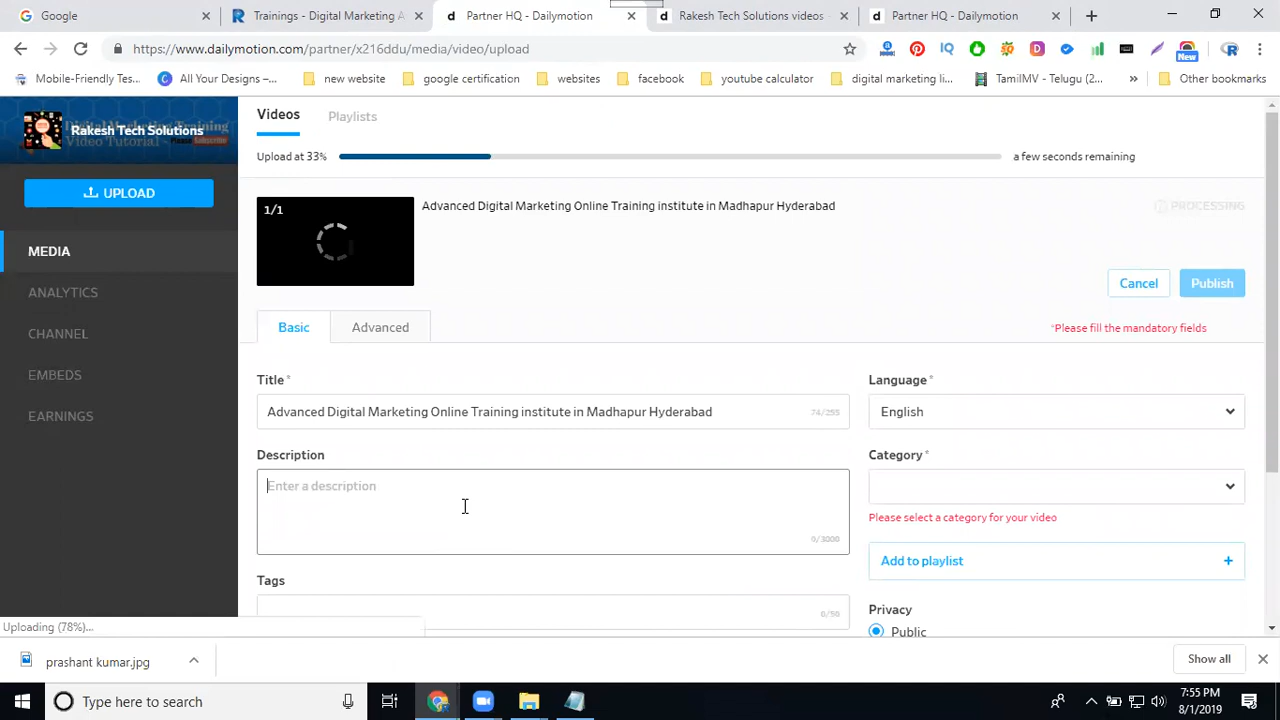 Google
Trainings - Digital Marketing A
Partner HQ - Dailymotion
Rakesh Tech Solutions videos -
Partner HQ - Dailymotion
https://www.dailymotion.com/partner/x216ddu/media/video/upload
New
Mobile-Friendly Tes...
All Your Designs –...
new website
google certification
websites
facebook
youtube calculator
digital marketing li...
TamilMV - Telugu (2...
Other bookmarks
Rakesh Tech Solutions
Video Tutorial
UPLOAD
MEDIA
ANALYTICS
CHANNEL
EMBEDS
EARNINGS
Videos
Playlists
Upload at 33%
a few seconds remaining
1/1
Advanced Digital Marketing Online Training institute in Madhapur Hyderabad
PROCESSING
Cancel
Publish
Basic
Advanced
*Please fill the mandatory fields
Title *
Language *
Advanced Digital Marketing Online Training institute in Madhapur Hyderabad
74/255
English
Description
Category *
Enter a description
0/3000
Please select a category for your video
Add to playlist
+
Tags
0/50
Privacy
Public
Uploading (78%)...
prashant kumar.jpg
Show all
Type here to search
7:55 PM
8/1/2019